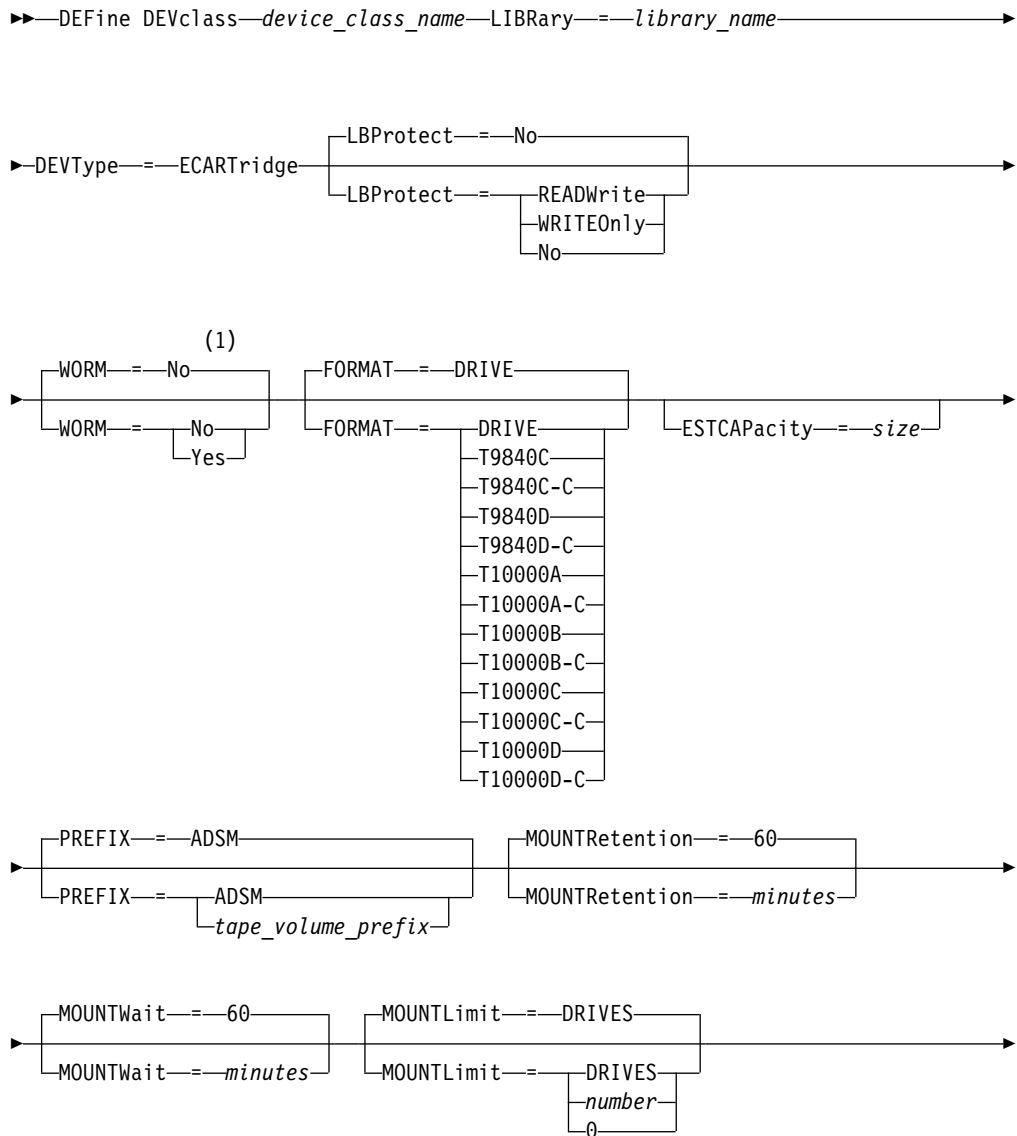 DEFine DEVclass device_class_name LIBRary = library_name
LBProtect = No
DEVType = ECARTridge
LBProtect = READWrite
WRITEOnly
No
(1)
WORM = No FORMAT = DRIVE
WORM = No FORMAT = DRIVE ESTCAPacity = size
Yes T9840C
T9840C-C
T9840D
T9840D-C
T10000A
T10000A-C
T10000B
T10000B-C
T10000C
T10000C-C
T10000D
T10000D-C
PREFIX = ADSM MOUNTRetention = 60
PREFIX = ADSM MOUNTRetention = minutes
tape_volume_prefix
MOUNTWait = 60 MOUNTLimit = DRIVES
MOUNTWait = minutes MOUNTLimit = DRIVES
number
0